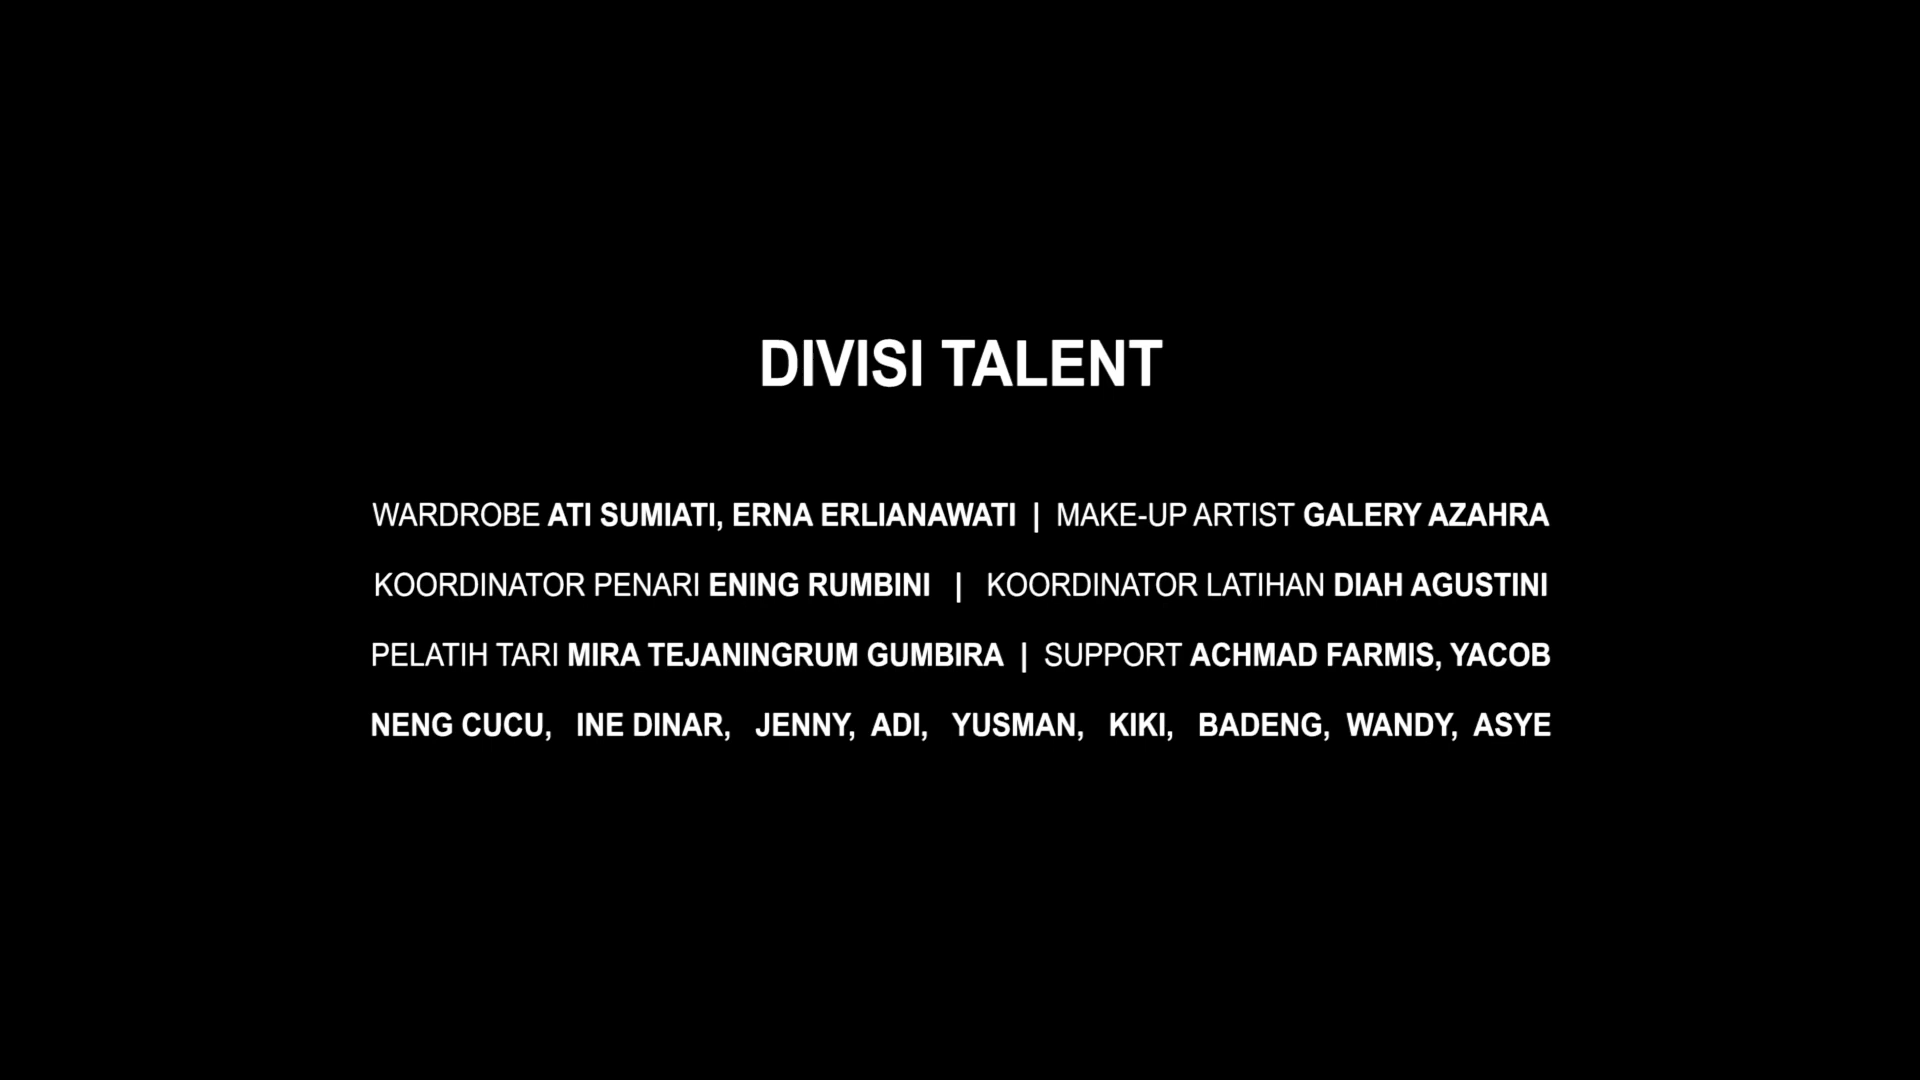 DIVISI TALENT
WARDROBE ATI SUMIATI, ERNA ERLIANAWATI | MAKE-UP ARTIST GALERY AZAHRA
KOORDINATOR PENARI ENING RUMBINI | KOORDINATOR LATIHAN DIAH AGUSTINI
PELATIH TARI MIRA TEJANINGRUM GUMBIRA | SUPPORT ACHMAD FARMIS, YACOB
NENG CUCU, INE DINAR, JENNY, ADI, YUSMAN, KIKI, BADENG, WANDY, ASYE